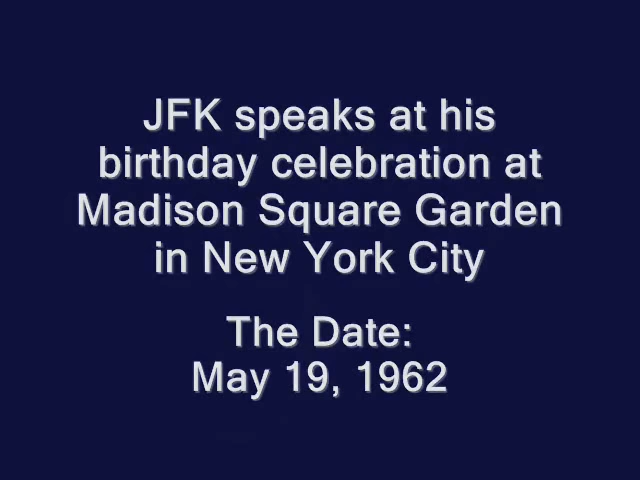 JFK speaks at his
birthday celebration at
Madison Square Garden
in New York City
The Date:
May 19, 1962